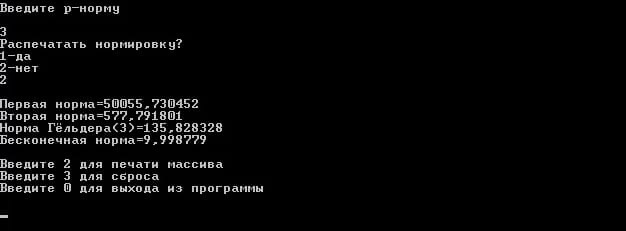 Введите р-норму
3
Распечатать нормировку?
1-да
2-нет
2
Первая норма=50055,730452
Вторая норма=577,791801
Норма Гёльдера(3)=135,828328
Бесконечная норма=9,998779
Введите 2 для печати массива
Введите 3 для сброса
Введите 0 для выхода из программы